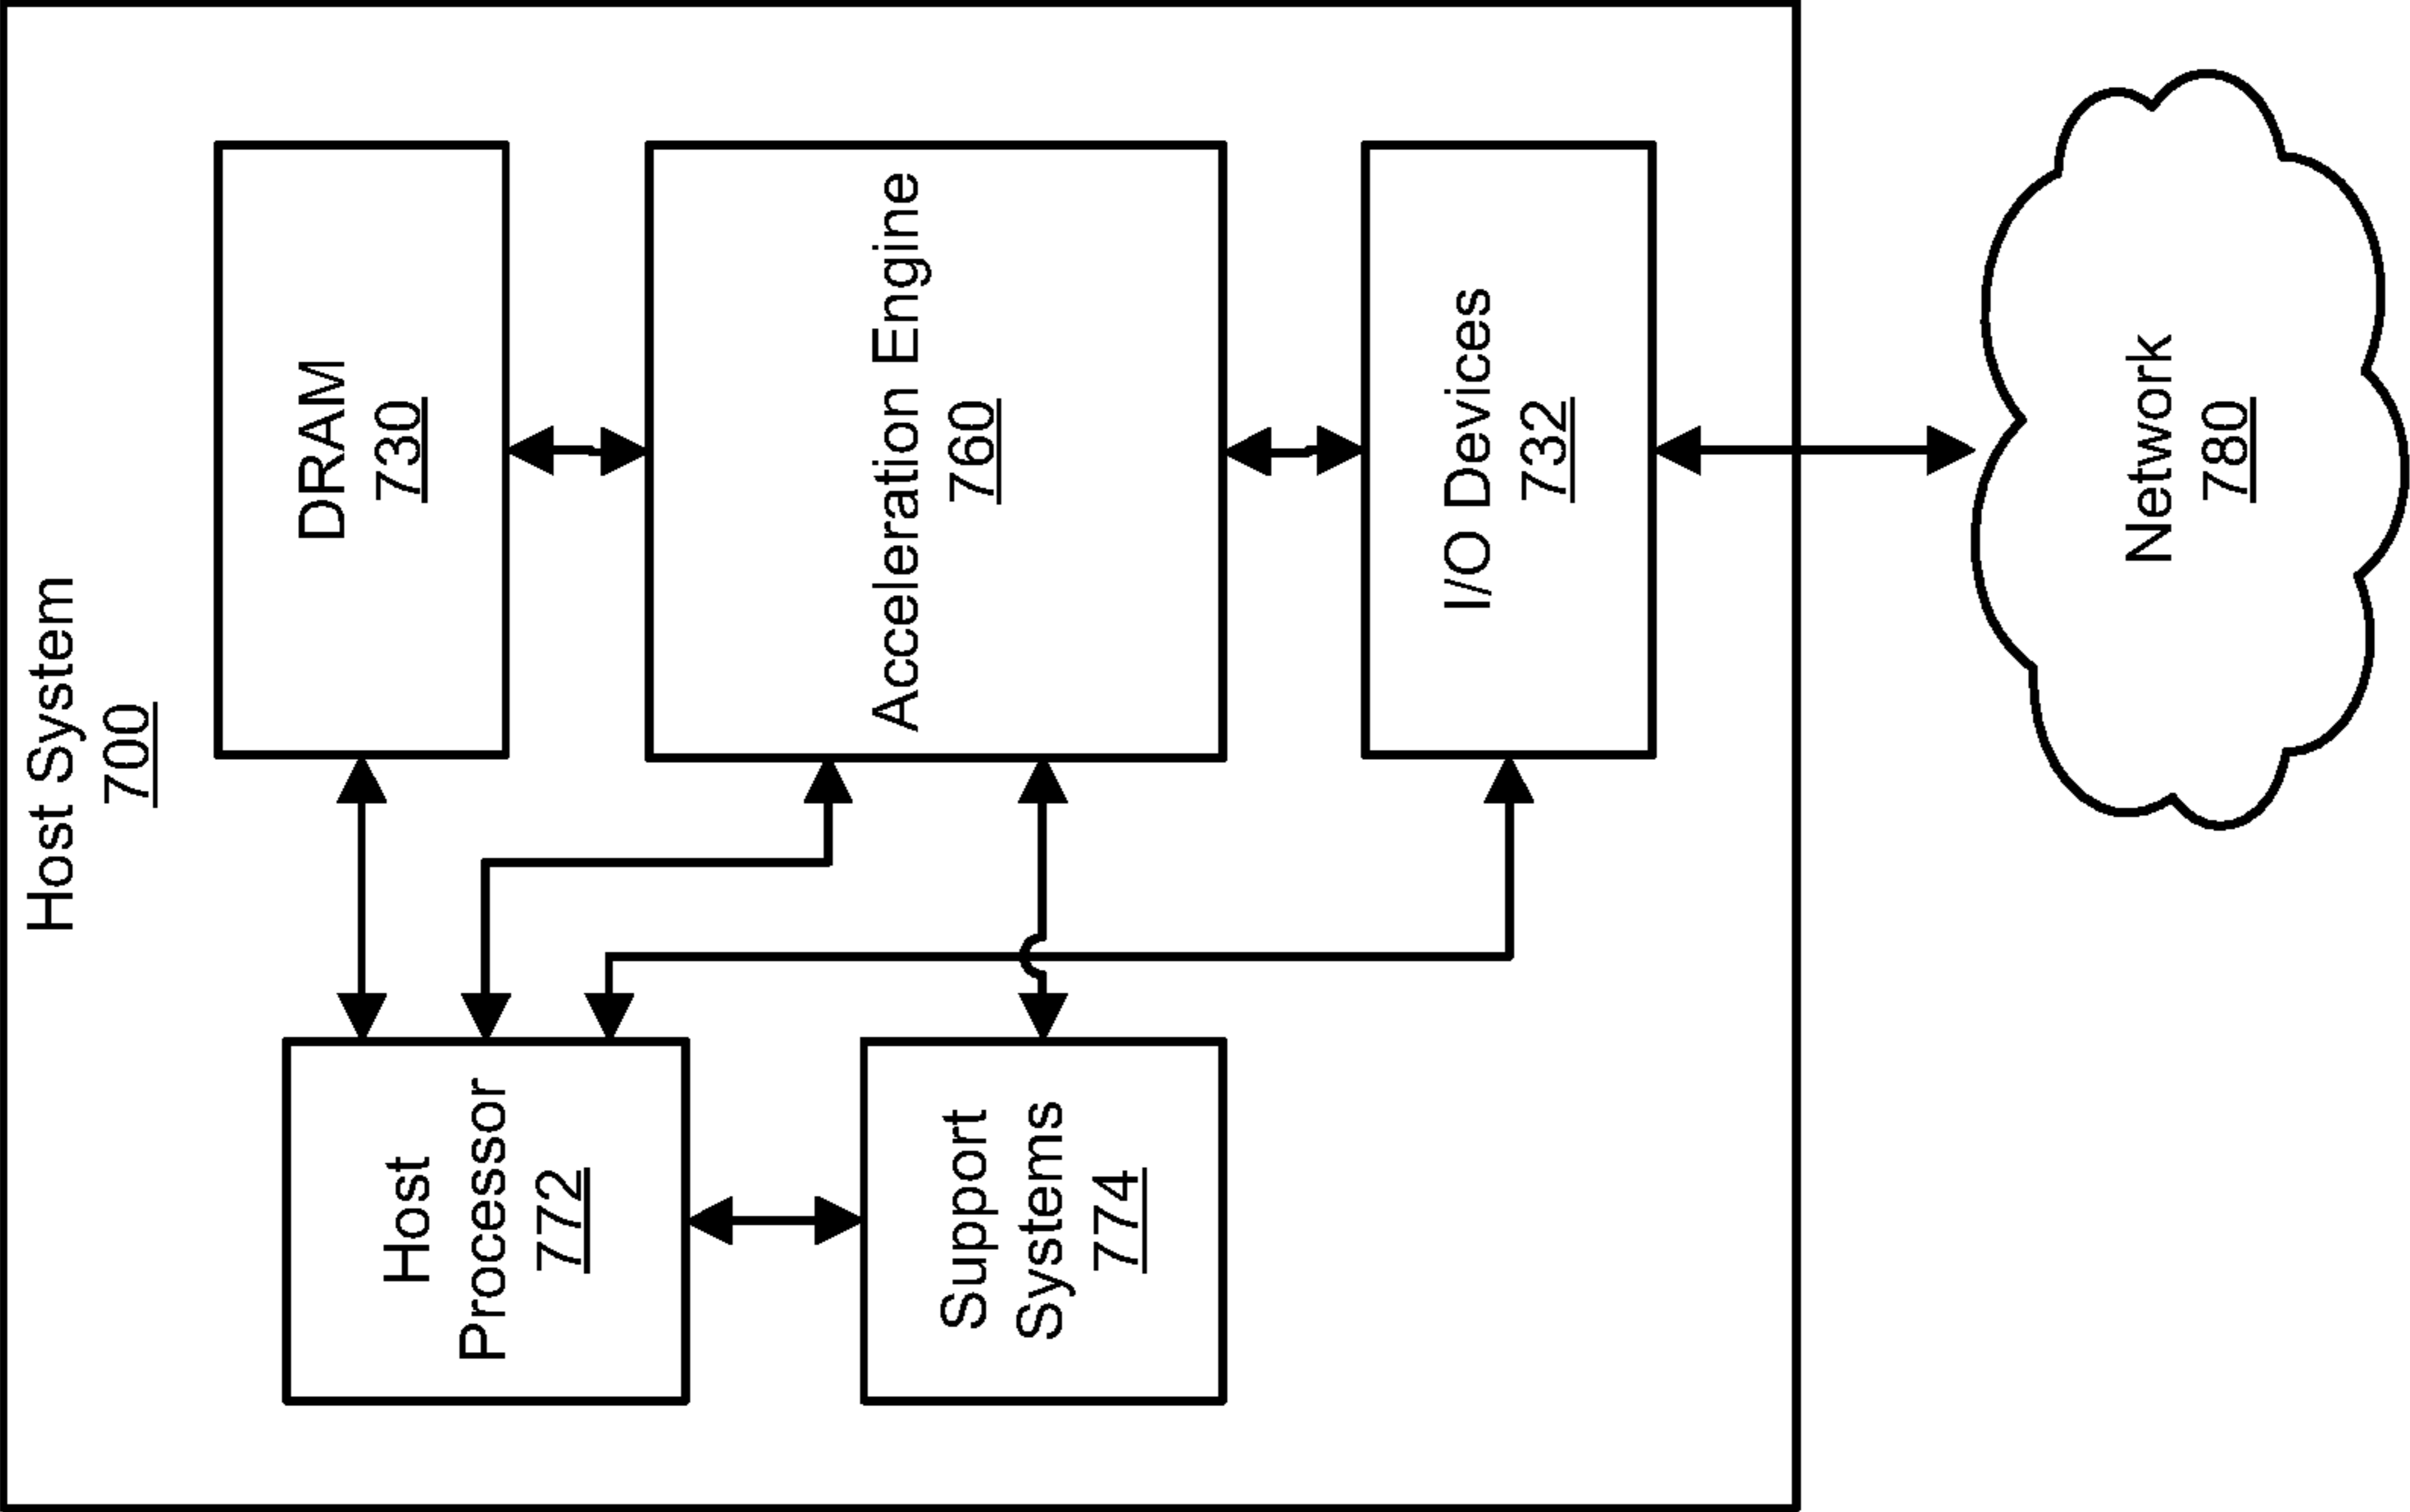 Host System
700
Host
Processor
772
DRAM
730
Support
Systems
774
Acceleration Engine
760
I/O Devices
732
Network
780